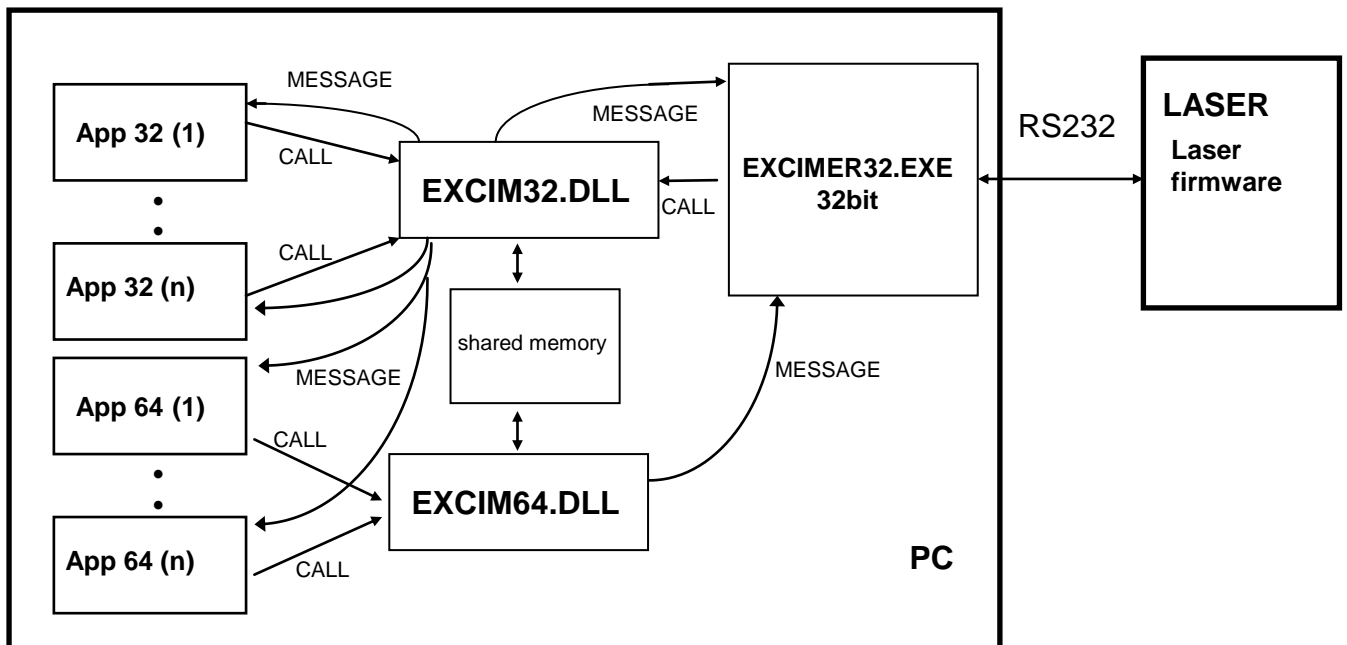 MESSAGE
App 32 (1)
CALL
MESSAGE
EXCIM32.DLL
CALL
EXCIMER32.EXE
32bit
RS232
LASER
Laser
firmware
CALL
App 32 (n)
shared memory
MESSAGE
MESSAGE
App 64 (1)
CALL
EXCIM64.DLL
App 64 (n)
CALL
PC